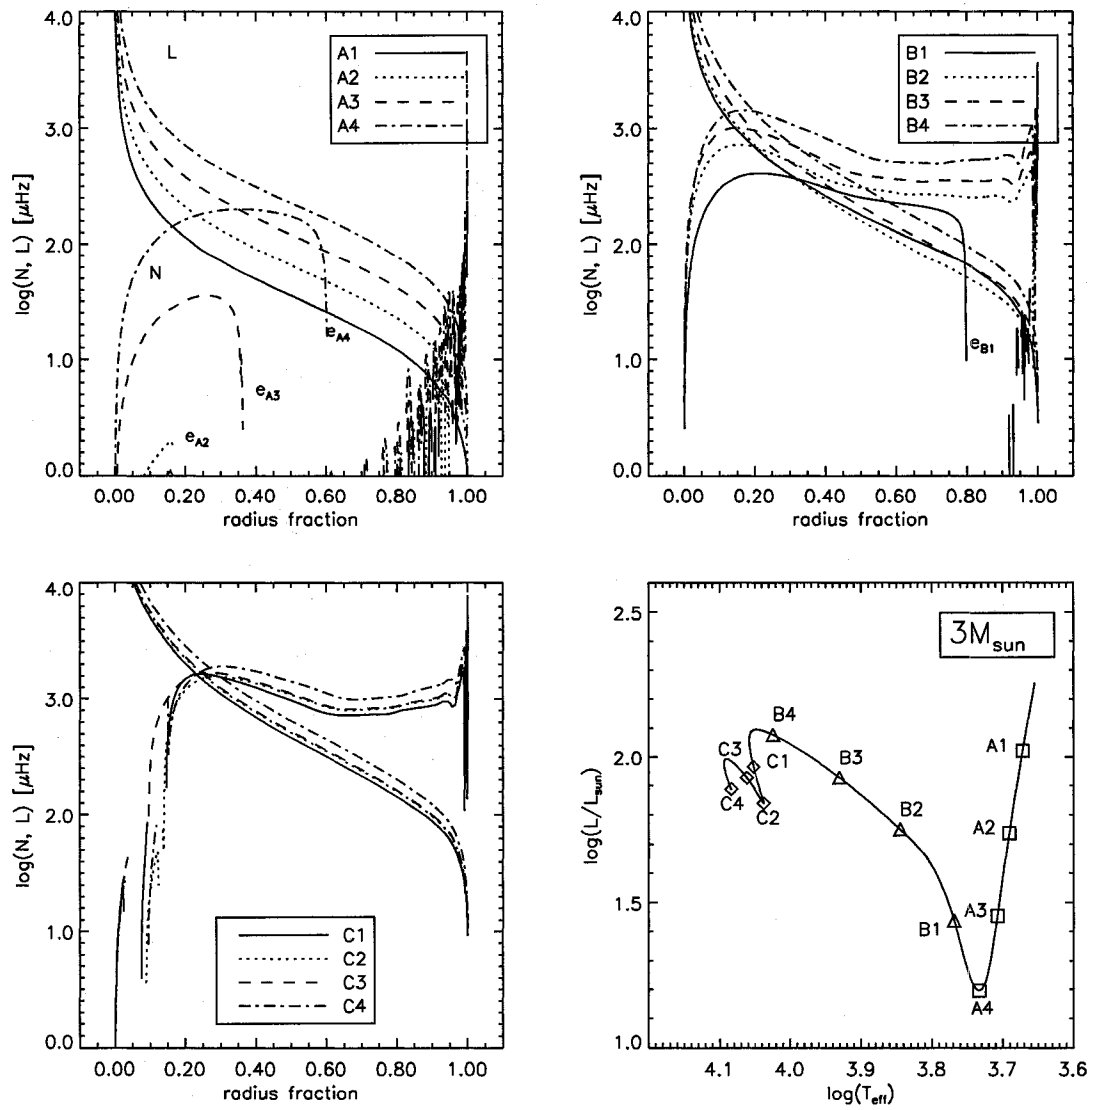 log(N, L) [μHz]
4.0
3.0
2.0
1.0
0.0
L
N
A1
A2
A3
A4
e_A4
e_A3
e_A2
0.00 0.20 0.40 0.60 0.80 1.00
radius fraction
log(N, L) [μHz]
4.0
3.0
2.0
1.0
0.0
B1
B2
B3
B4
e_B1
0.00 0.20 0.40 0.60 0.80 1.00
radius fraction
log(N, L) [μHz]
4.0
3.0
2.0
1.0
0.0
C1
C2
C3
C4
0.00 0.20 0.40 0.60 0.80 1.00
radius fraction
log(L/L_sun)
2.5
2.0
1.5
1.0
3M_sun
B4
C3
C1
B3
A1
C4
C2
B2
A2
A3
B1
A4
4.1 4.0 3.9 3.8 3.7 3.6
log(T_eff)